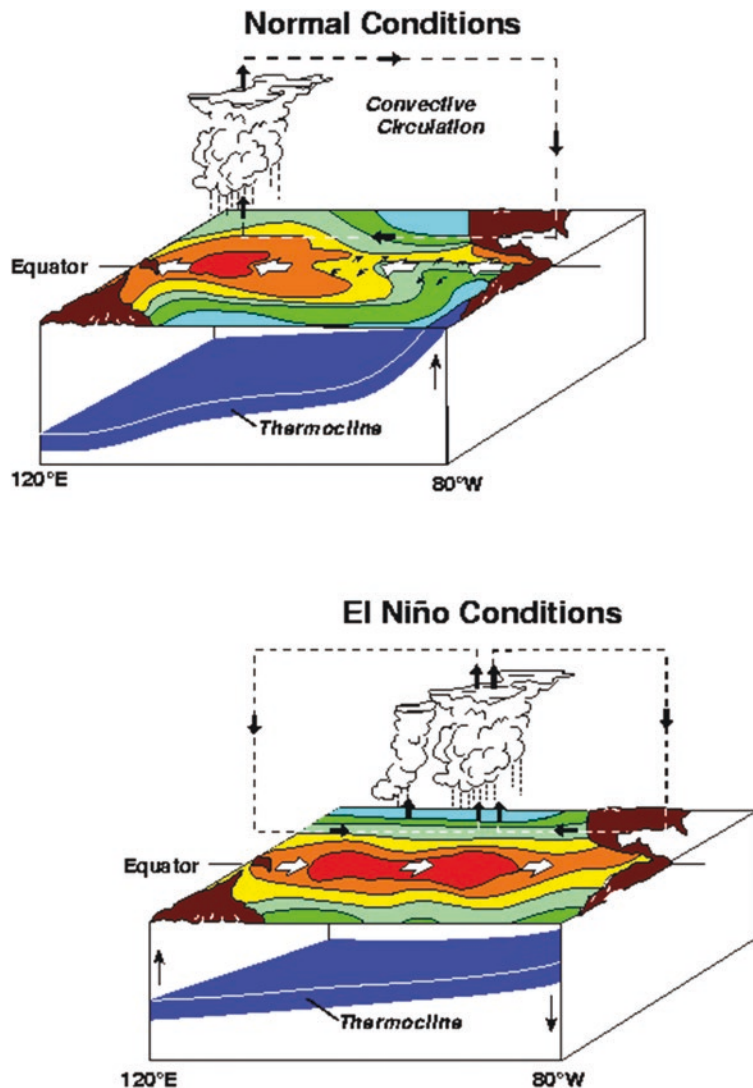 Normal Conditions
Convective
Circulation
Equator
Thermocline
120°E
80°W
El Niño Conditions
Equator
Thermocline
120°E
80°W